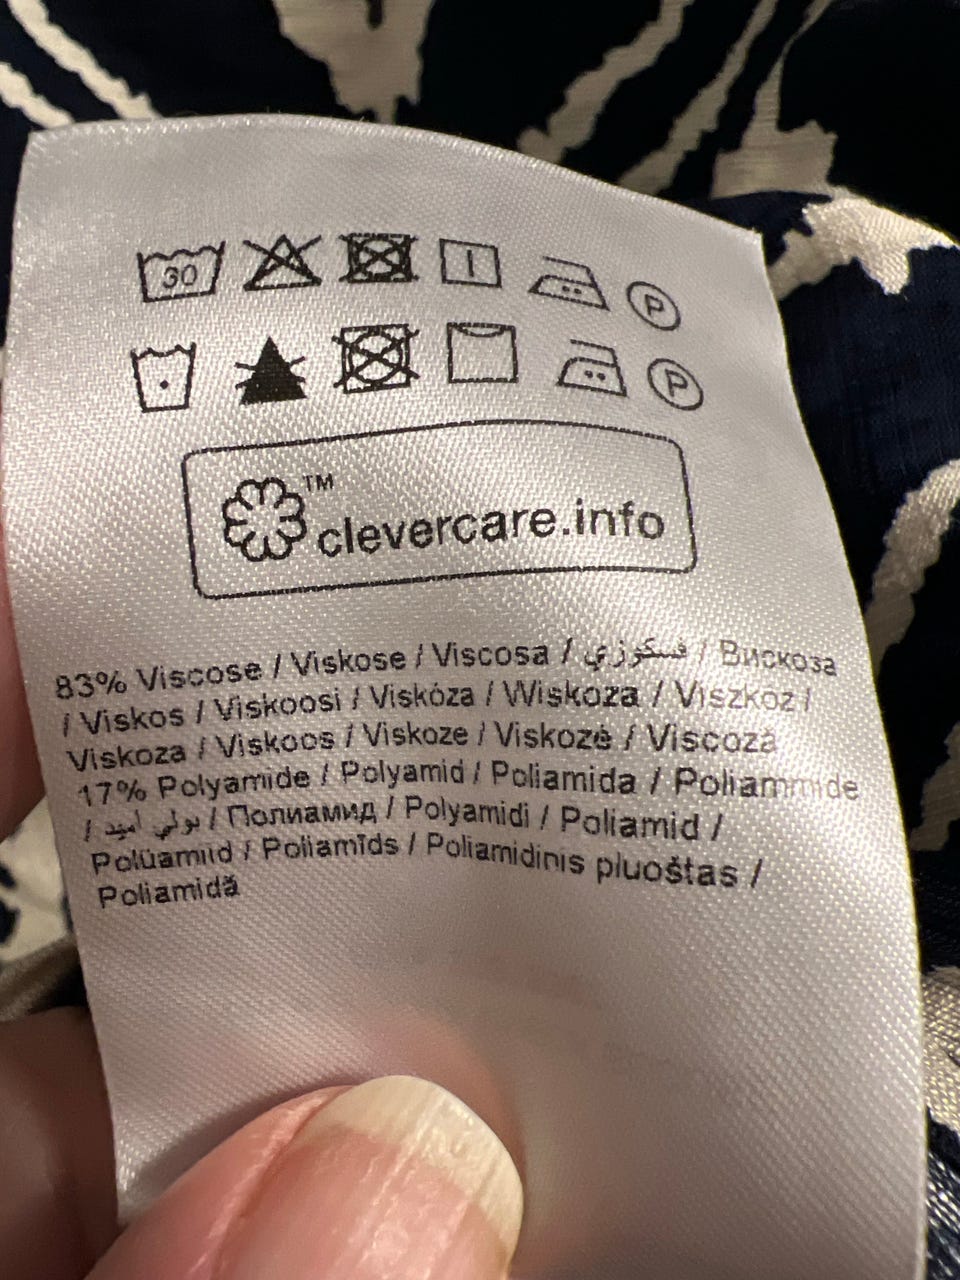 30 P
P
™ clevercare.info
83% Viscose / Viskose / Viscosa / فسكوزي / Вискоза
/ Viskos / Viskoosi / Viskóza / Wiskoza / Viszkóz /
Viskoza / Viskoos / Viskoze / Viskozė / Viscoză
17% Polyamide / Polyamid / Poliamida / Poliammide
/ بولي أميد / Полиамид / Polyamidi / Poliamid /
Polüamiid / Poliamīds / Poliamidinis pluoštas /
Poliamidă